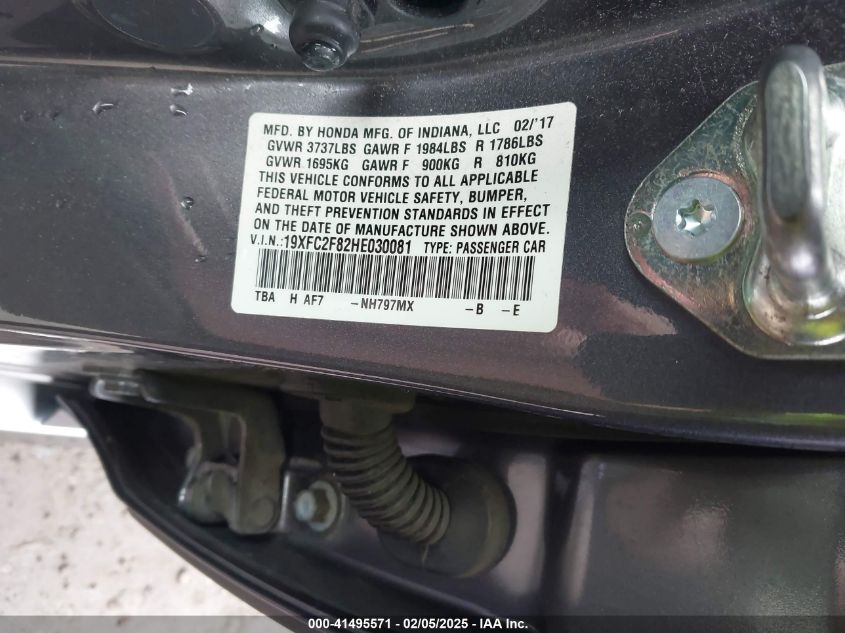 MFD. BY HONDA MFG. OF INDIANA, LLC 02/'17
GVWR 3737LBS GAWR F 1984LBS R 1786LBS
GVWR 1695KG GAWR F 900KG R 810KG
THIS VEHICLE CONFORMS TO ALL APPLICABLE
FEDERAL MOTOR VEHICLE SAFETY, BUMPER,
AND THEFT PREVENTION STANDARDS IN EFFECT
ON THE DATE OF MANUFACTURE SHOWN ABOVE.
V.I.N.:19XFC2F82HE030081 TYPE: PASSENGER CAR
TBA H AF7 -NH797MX -B -E
000-41495571 - 02/05/2025 - IAA Inc.